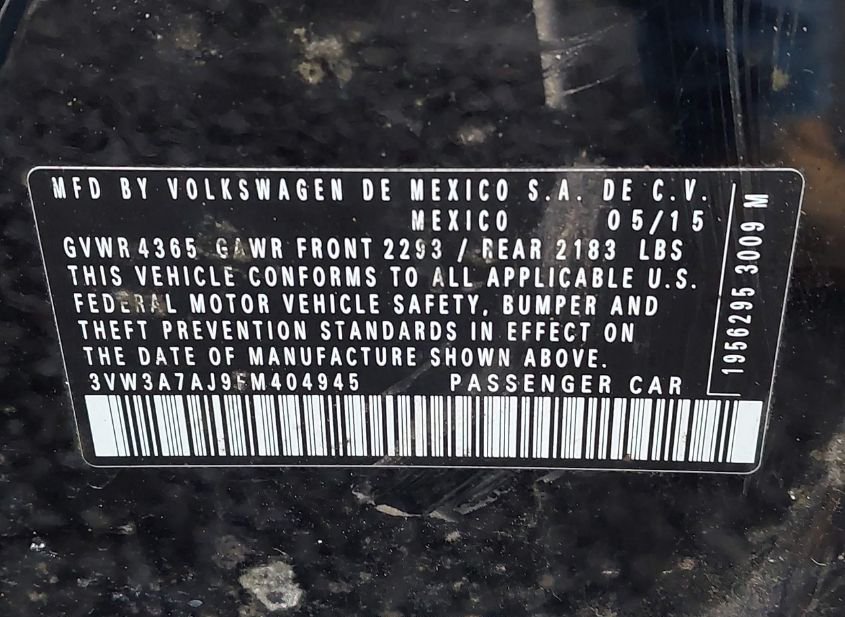 MFD BY VOLKSWAGEN DE MEXICO S.A. DE C.V.
MEXICO 05/15
GVWR 4365 GAWR FRONT 2293 / REAR 2183 LBS
THIS VEHICLE CONFORMS TO ALL APPLICABLE U.S.
FEDERAL MOTOR VEHICLE SAFETY, BUMPER AND
THEFT PREVENTION STANDARDS IN EFFECT ON
THE DATE OF MANUFACTURE SHOWN ABOVE.
3VW3A7AJ9FM404945 PASSENGER CAR
1956295 3009 M